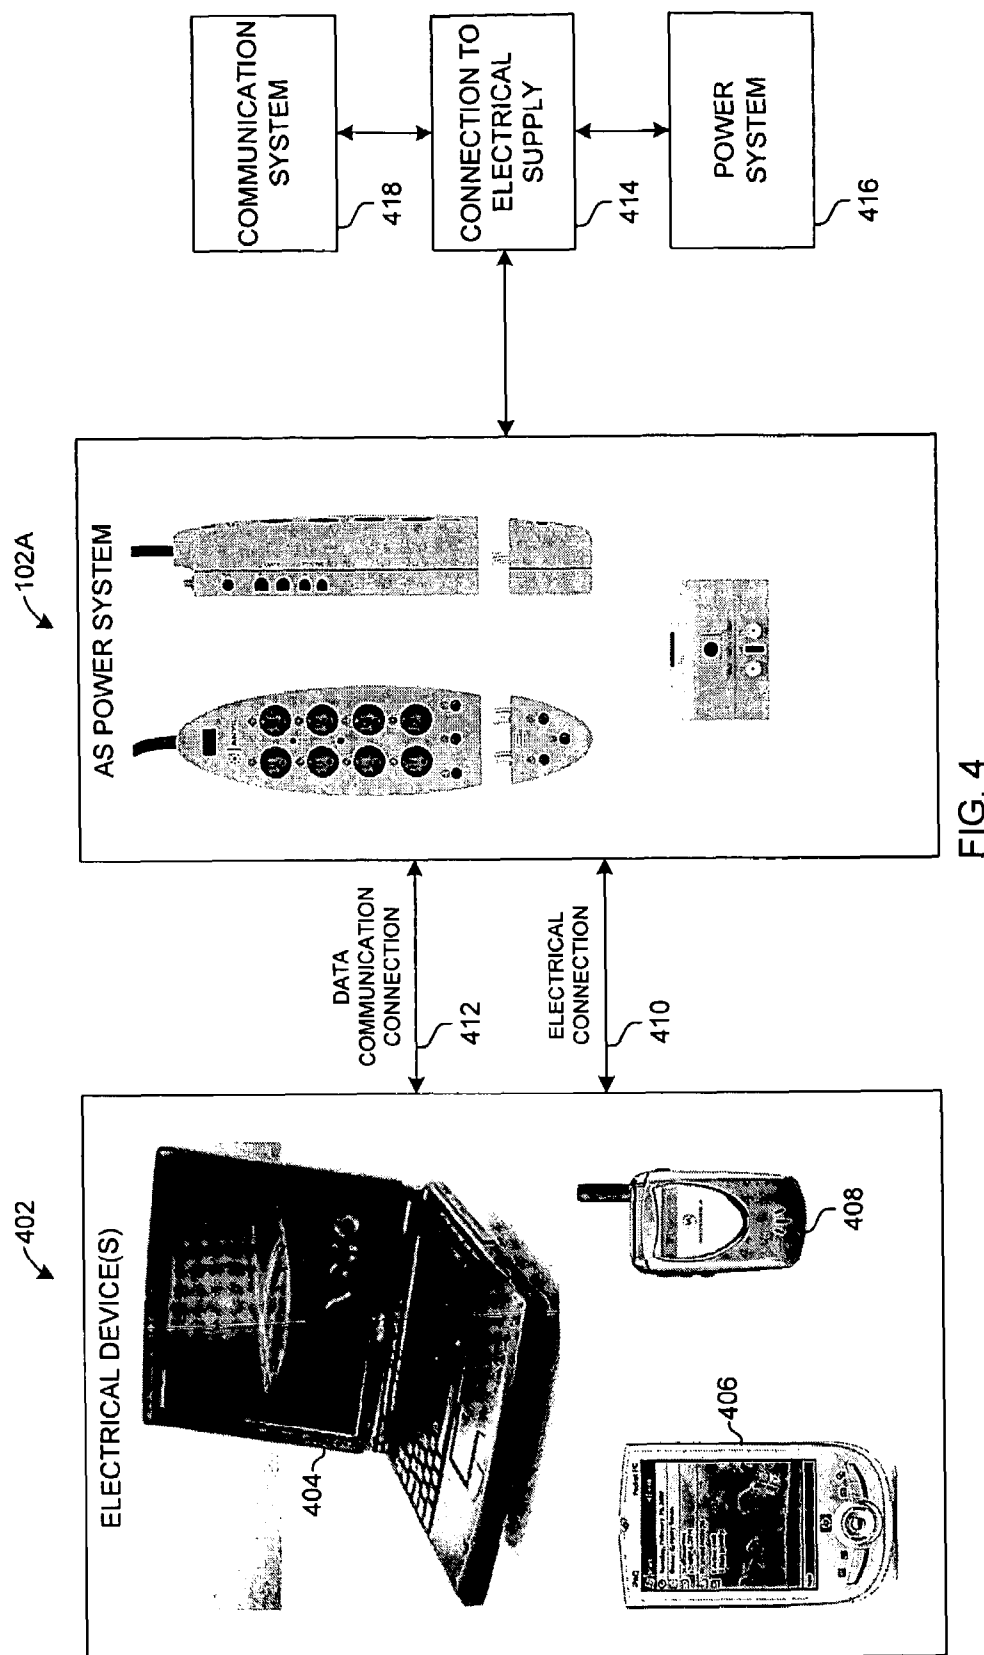 402
ELECTRICAL DEVICE(S)
404
406
408
DATA
COMMUNICATION
CONNECTION
412
ELECTRICAL
CONNECTION
410
102A
AS POWER SYSTEM
COMMUNICATION
SYSTEM
418
CONNECTION TO
ELECTRICAL
SUPPLY
414
POWER
SYSTEM
416
FIG. 4